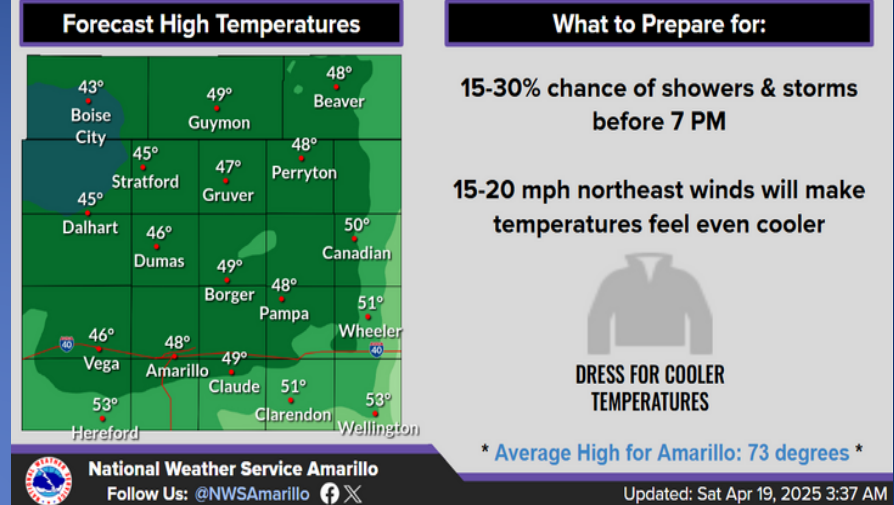 Forecast High Temperatures
43°
Boise
City
49°
Guymon
48°
Beaver
45°
Stratford
47°
Gruver
48°
Perryton
45°
Dalhart
46°
Dumas
50°
Canadian
49°
Borger
48°
Pampa
51°
Wheeler
40
46°
Vega
48°
Amarillo
49°
Claude
40
53°
Hereford
51°
Clarendon
53°
Wellington
What to Prepare for:
15-30% chance of showers & storms
before 7 PM
15-20 mph northeast winds will make
temperatures feel even cooler
DRESS FOR COOLER
TEMPERATURES
* Average High for Amarillo: 73 degrees *
National Weather Service Amarillo
Follow Us: @NWSAmarillo
Updated: Sat Apr 19, 2025 3:37 AM